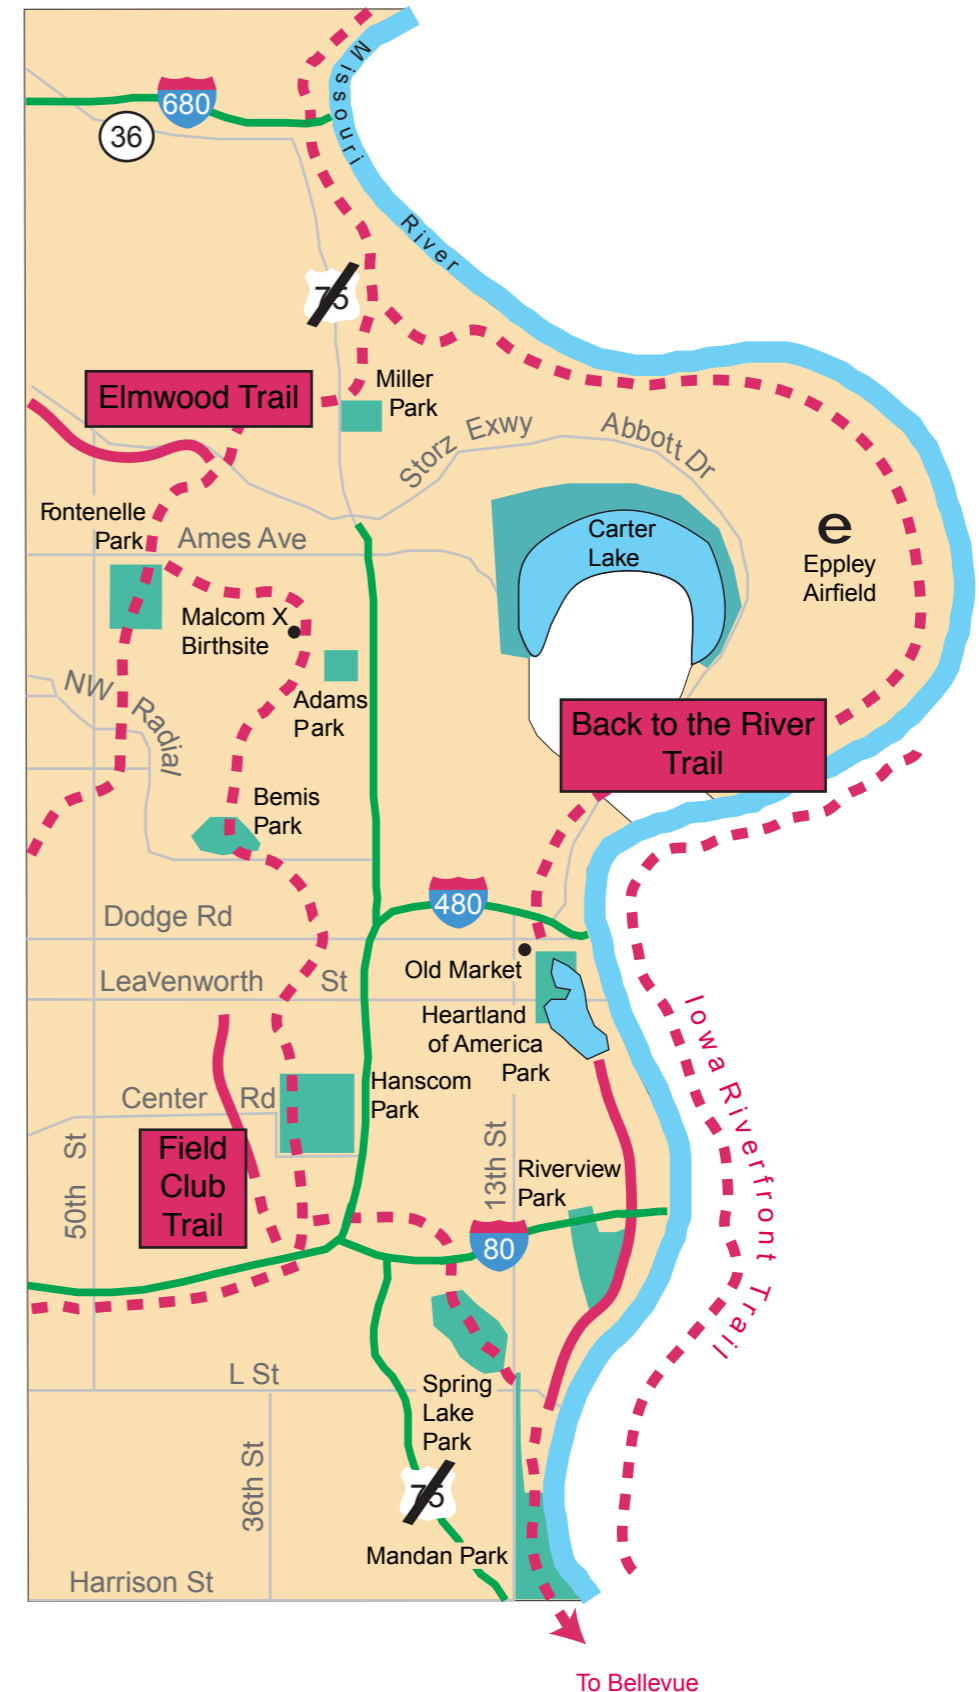 Missouri
River
680
36
75
Elmwood Trail
Miller
Park
Storz Exwy
Abbott Dr
Fontenelle
Park
Ames Ave
Carter
Lake
e
Eppley
Airfield
Malcom X
Birthsite
NW Radial
Adams
Park
Back to the River
Trail
Bemis
Park
480
Dodge Rd
Old Market
Leavenworth St
Heartland
of America
Park
Iowa Riverfront Trail
Center Rd
Hanscom
Park
Field
Club
Trail
50th St
13th St
Riverview
Park
80
L St
Spring
Lake
Park
36th St
75
Mandan Park
Harrison St
To Bellevue